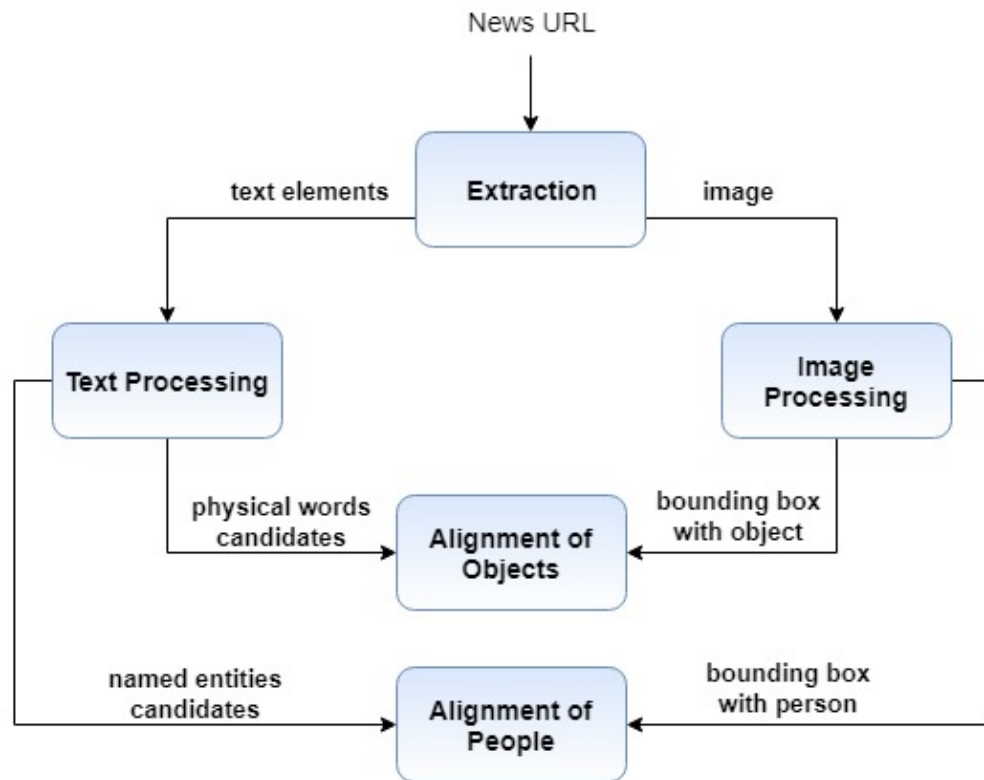 News URL
Extraction
text elements
image
Text Processing
Image
Processing
physical words
candidates
Alignment of
Objects
bounding box
with object
named entities
candidates
Alignment of
People
bounding box
with person